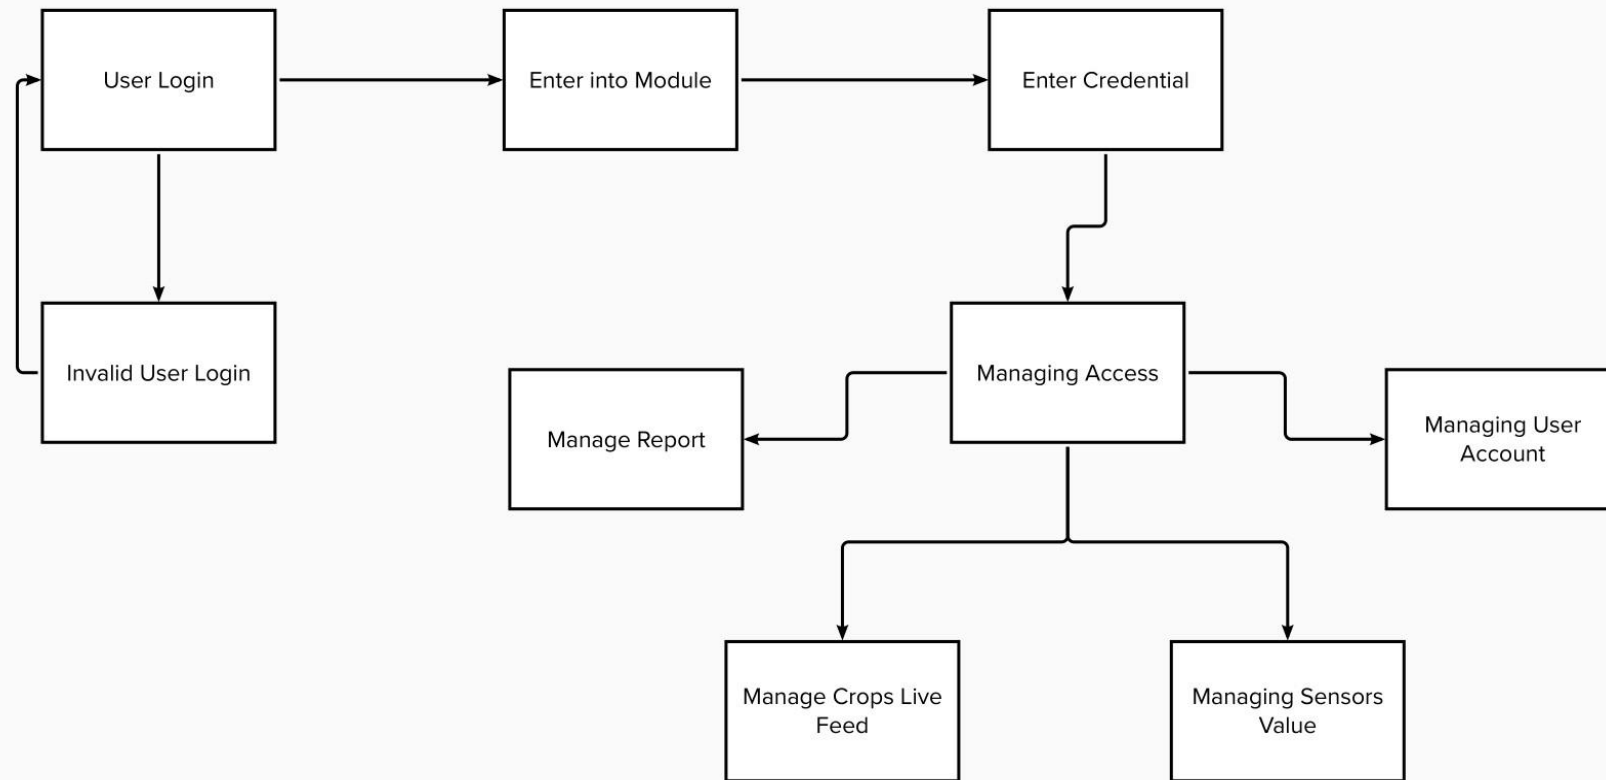 User Login
Enter into Module
Enter Credential
Invalid User Login
Managing Access
Manage Report
Managing User
Account
Manage Crops Live
Feed
Managing Sensors
Value